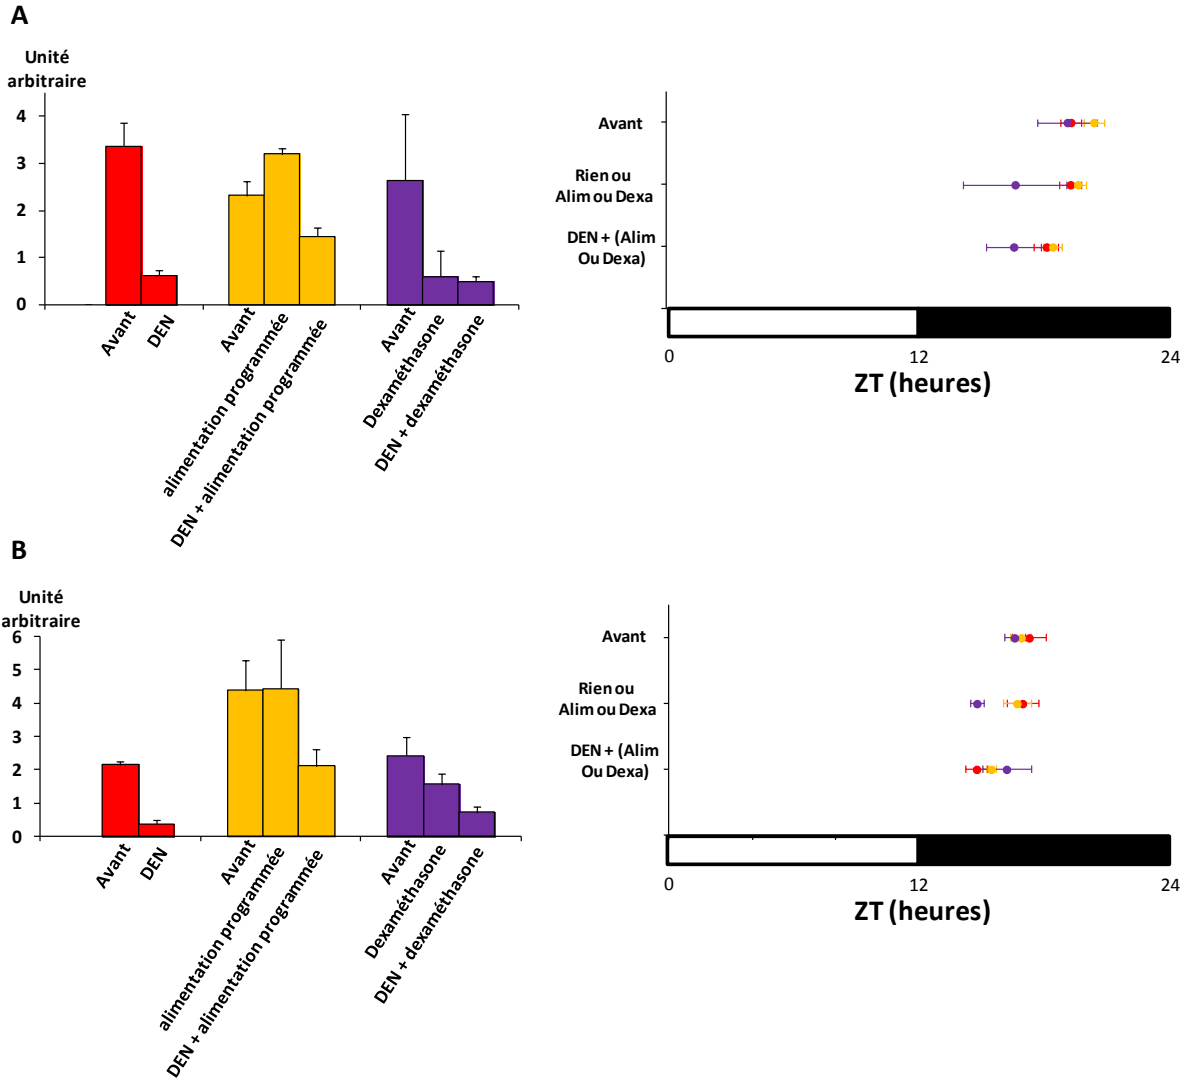 A
Unité
arbitraire
4
3
2
1
0
Avant
DEN
Avant
alimentation programmée
DEN + alimentation programmée
Avant
Dexaméthasone
DEN + dexaméthasone
Avant
Rien ou
Alim ou Dexa
DEN + (Alim
Ou Dexa)
0
12
24
ZT (heures)
B
Unité
arbitraire
6
5
4
3
2
1
0
Avant
DEN
Avant
alimentation programmée
DEN + alimentation programmée
Avant
Dexaméthasone
DEN + dexaméthasone
Avant
Rien ou
Alim ou Dexa
DEN + (Alim
Ou Dexa)
0
12
24
ZT (heures)